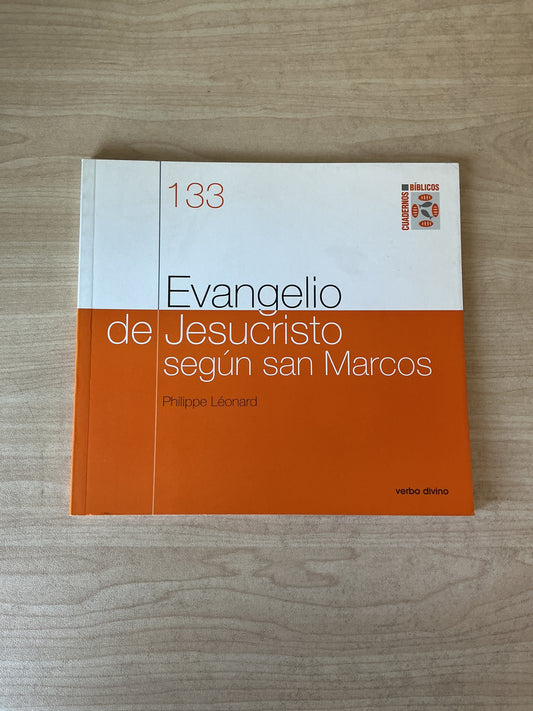 133
CUADERNOS
BÍBLICOS
Evangelio
de Jesucristo
según san Marcos
Philippe Léonard
verbo divino